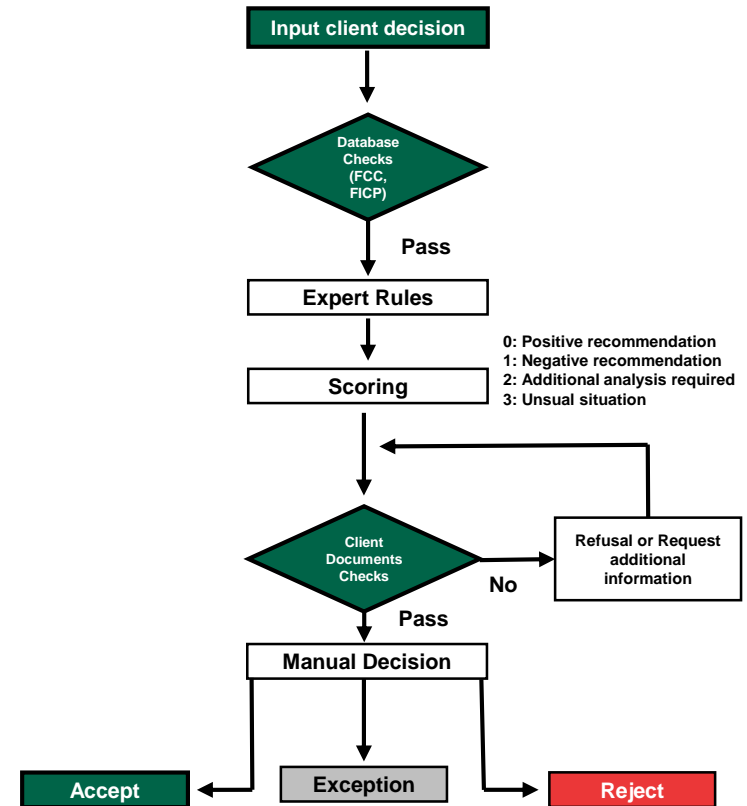 Input client decision
Database
Checks
(FCC,
FICP)
Pass
Expert Rules
0: Positive recommendation
1: Negative recommendation
2: Additional analysis required
3: Unsual situation
Scoring
Client
Documents
Checks
No
Refusal or Request
additional
information
Pass
Manual Decision
Accept
Exception
Reject